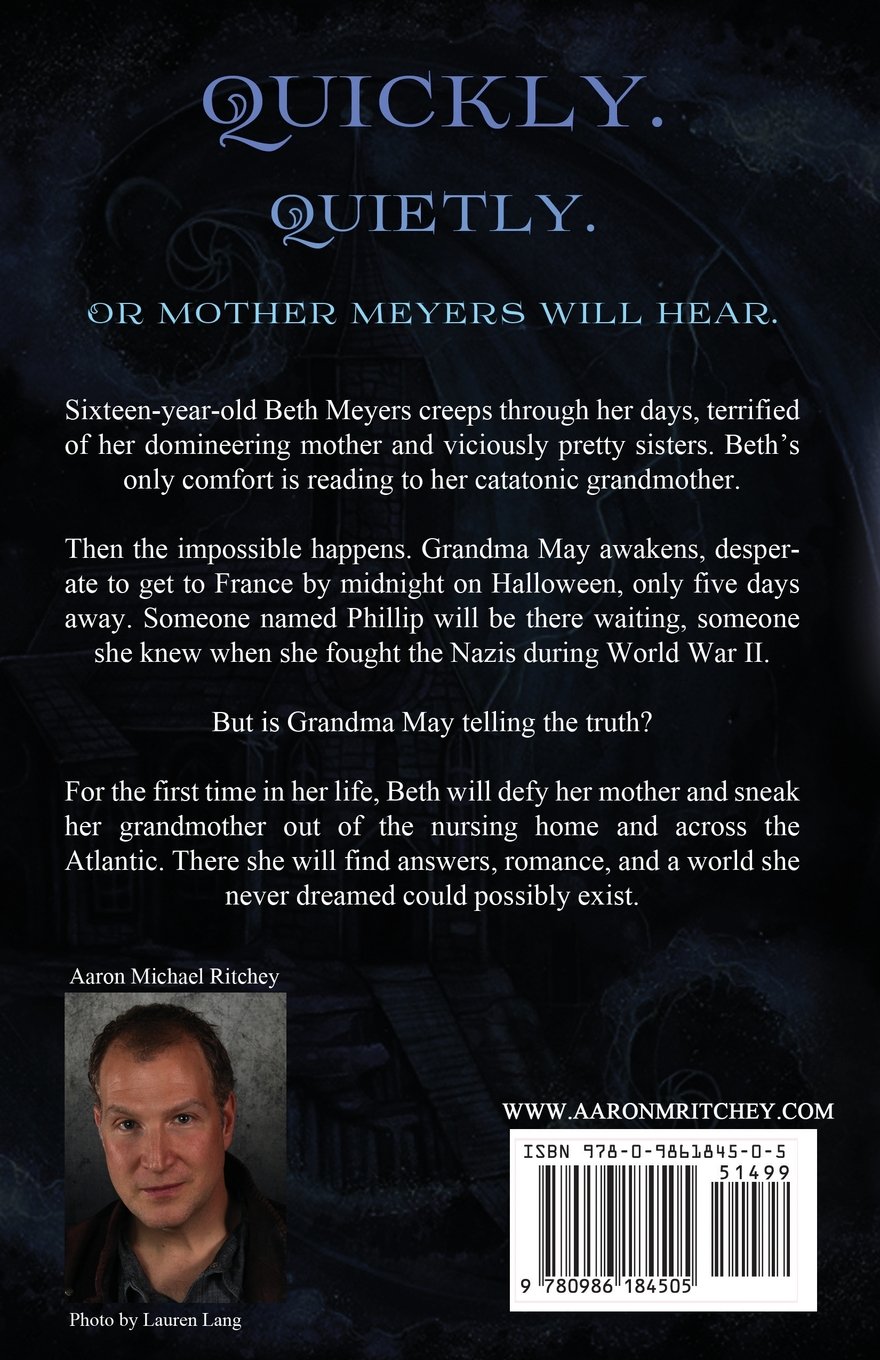 QUICKLY.
QUIETLY.
OR MOTHER MEYERS WILL HEAR.
Sixteen-year-old Beth Meyers creeps through her days, terrified
of her domineering mother and viciously pretty sisters. Beth's
only comfort is reading to her catatonic grandmother.
Then the impossible happens. Grandma May awakens, desper-
ate to get to France by midnight on Halloween, only five days
away. Someone named Phillip will be there waiting, someone
she knew when she fought the Nazis during World War II.
But is Grandma May telling the truth?
For the first time in her life, Beth will defy her mother and sneak
her grandmother out of the nursing home and across the
Atlantic. There she will find answers, romance, and a world she
never dreamed could possibly exist.
Aaron Michael Ritchey
Photo by Lauren Lang
WWW.AARONMRITCHEY.COM
ISBN 978-0-9861845-0-5
51499
9 780986 184505